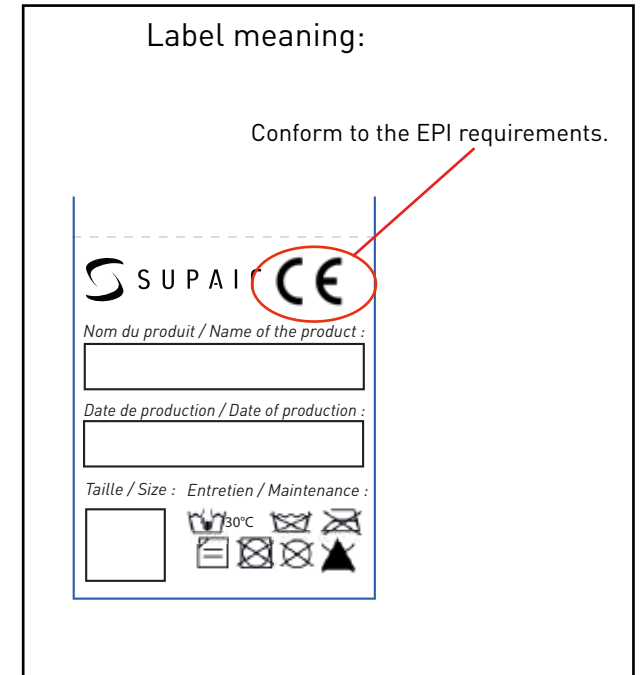 Label meaning:
Conform to the EPI requirements.
SUPAIR CE
Nom du produit / Name of the product :
Date de production / Date of production :
Taille / Size : Entretien / Maintenance :
30°C